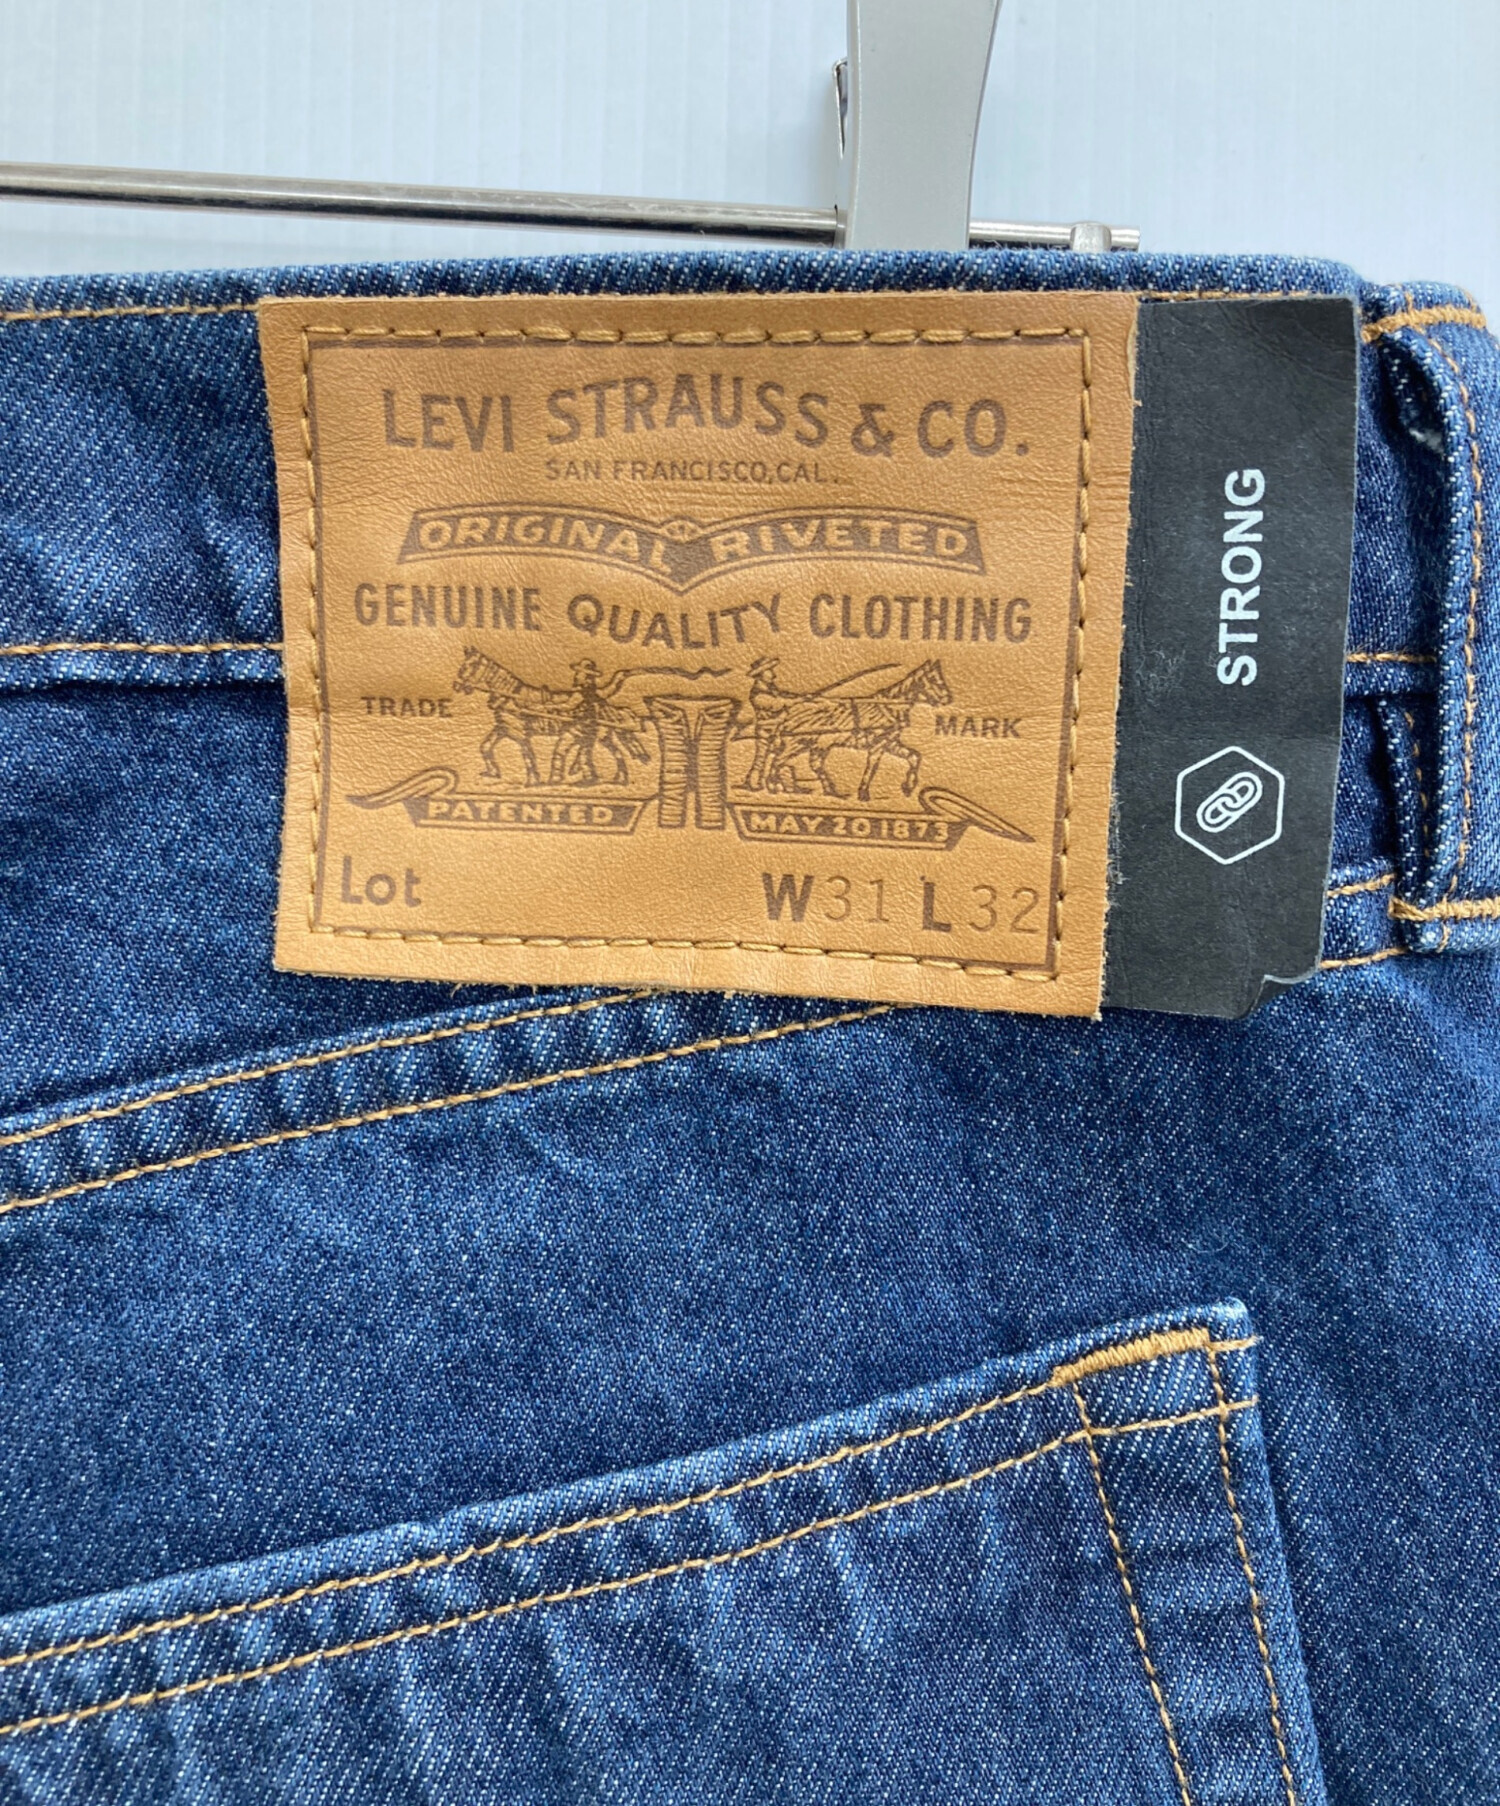 LEVI STRAUSS & CO.
SAN FRANCISCO, CAL.
ORIGINAL RIVETED
GENUINE QUALITY CLOTHING
TRADE MARK
PATENTED MAY 20 1873
Lot W31 L32
STRONG